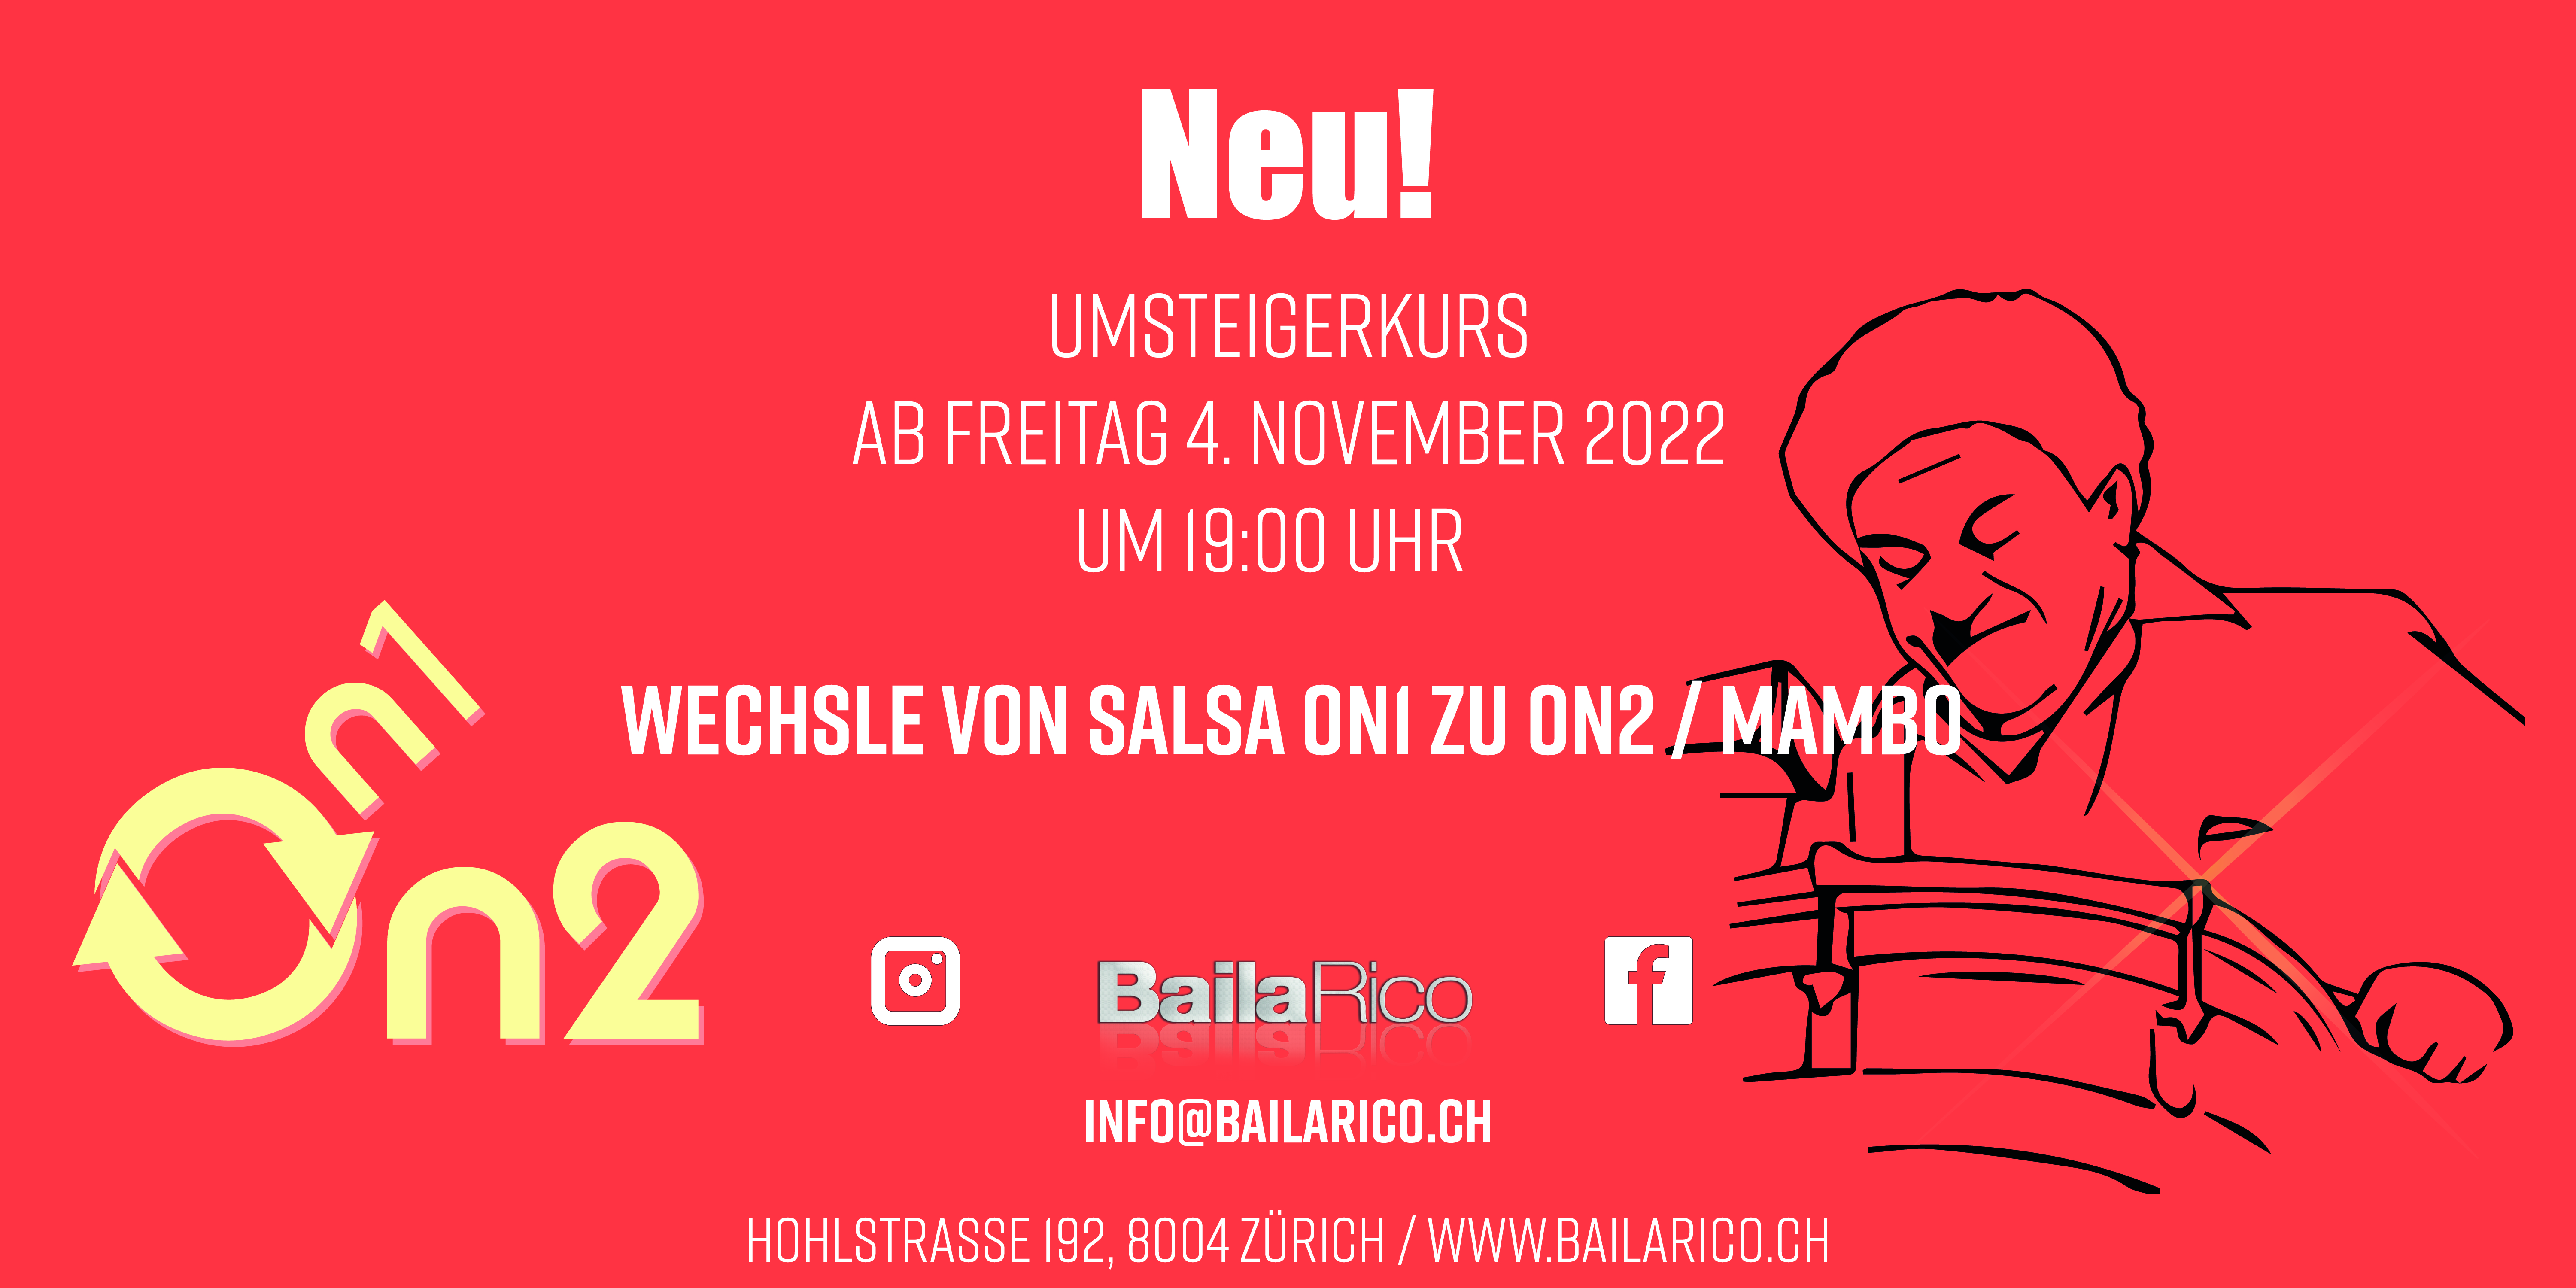 Neu!
UMSTEIGERKURS
AB FREITAG 4. NOVEMBER 2022
UM 19:00 UHR
WECHSLE VON SALSA ON1 ZU ON2 / MAMBO
On1
On2
BailaRico
INFO@BAILARICO.CH
HOHLSTRASSE 192, 8004 ZÜRICH / WWW.BAILARICO.CH